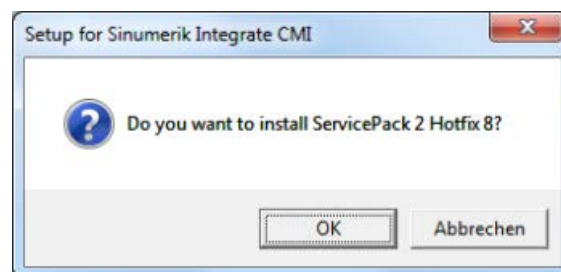 Setup for Sinumerik Integrate CMI
Do you want to install ServicePack 2 Hotfix 8?
OK
Abbrechen